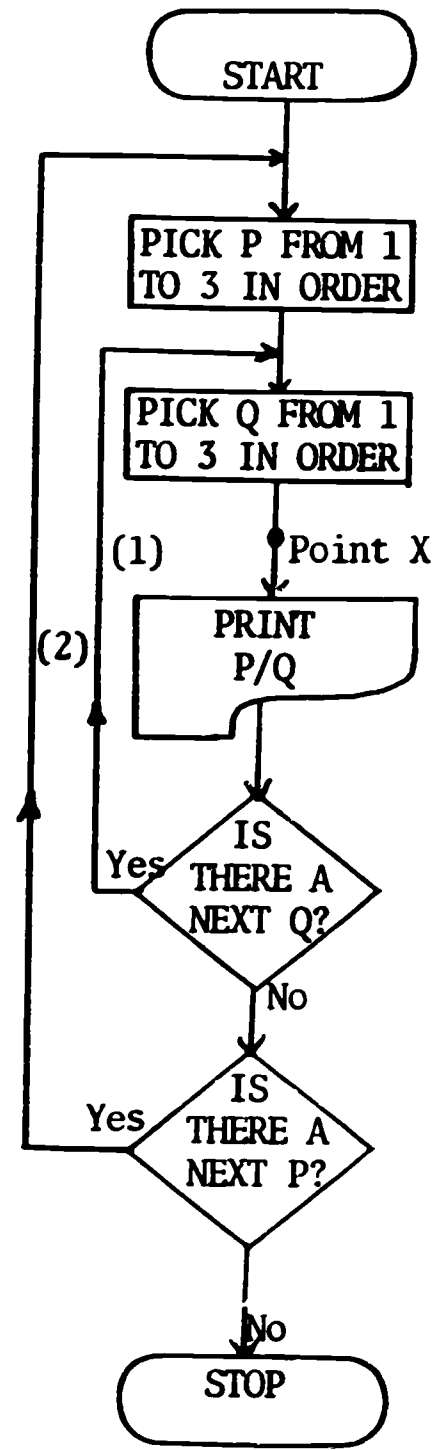 START
PICK P FROM 1
TO 3 IN ORDER
PICK Q FROM 1
TO 3 IN ORDER
(1)
Point X
PRINT
P/Q
(2)
IS
Yes
THERE A
NEXT Q?
No
IS
Yes
THERE A
NEXT P?
No
STOP